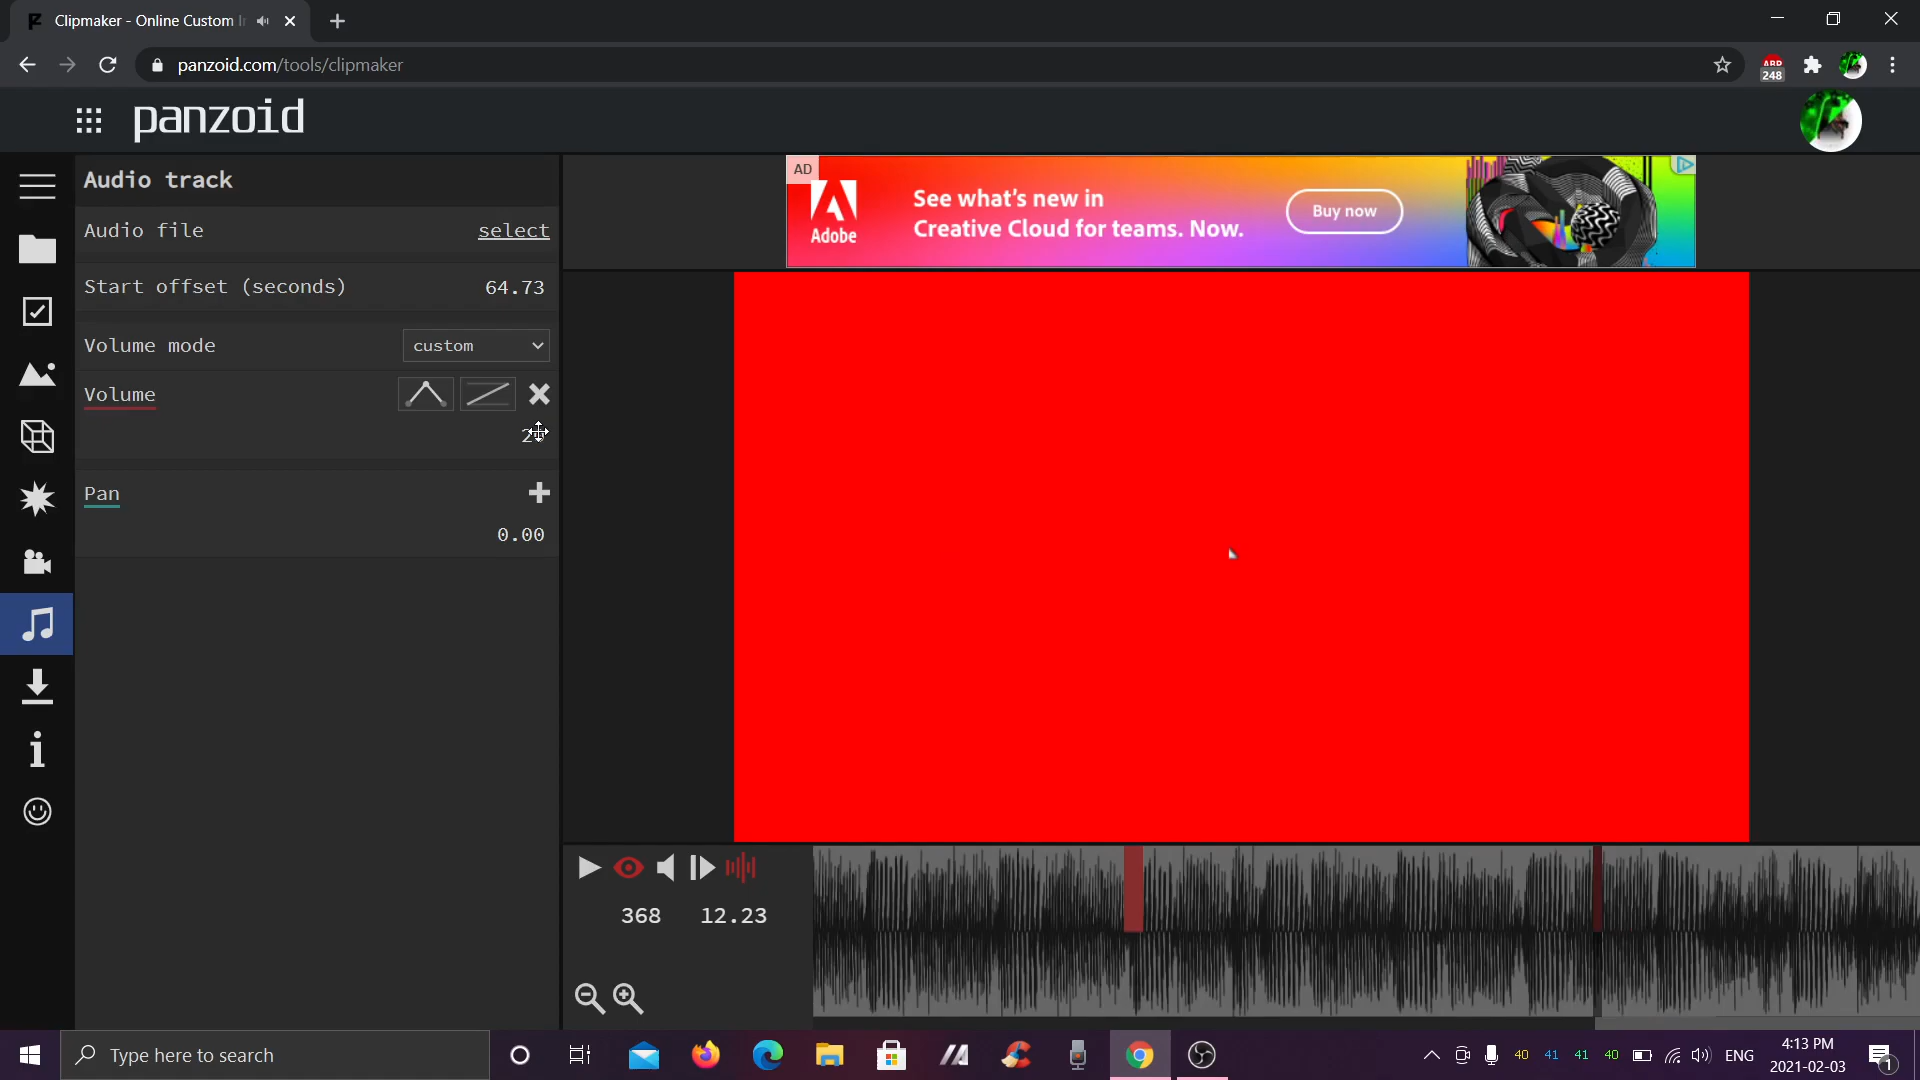 Clipmaker - Online Custom I
panzoid.com/tools/clipmaker
ABP
248
panzoid
Audio track
Audio file
select
Start offset (seconds)
64.73
Volume mode
custom
Volume
Pan
0.00
AD
Adobe
See what's new in
Creative Cloud for teams. Now.
Buy now
368
12.23
Type here to search
40
41
41
40
ENG
4:13 PM
2021-02-03
1